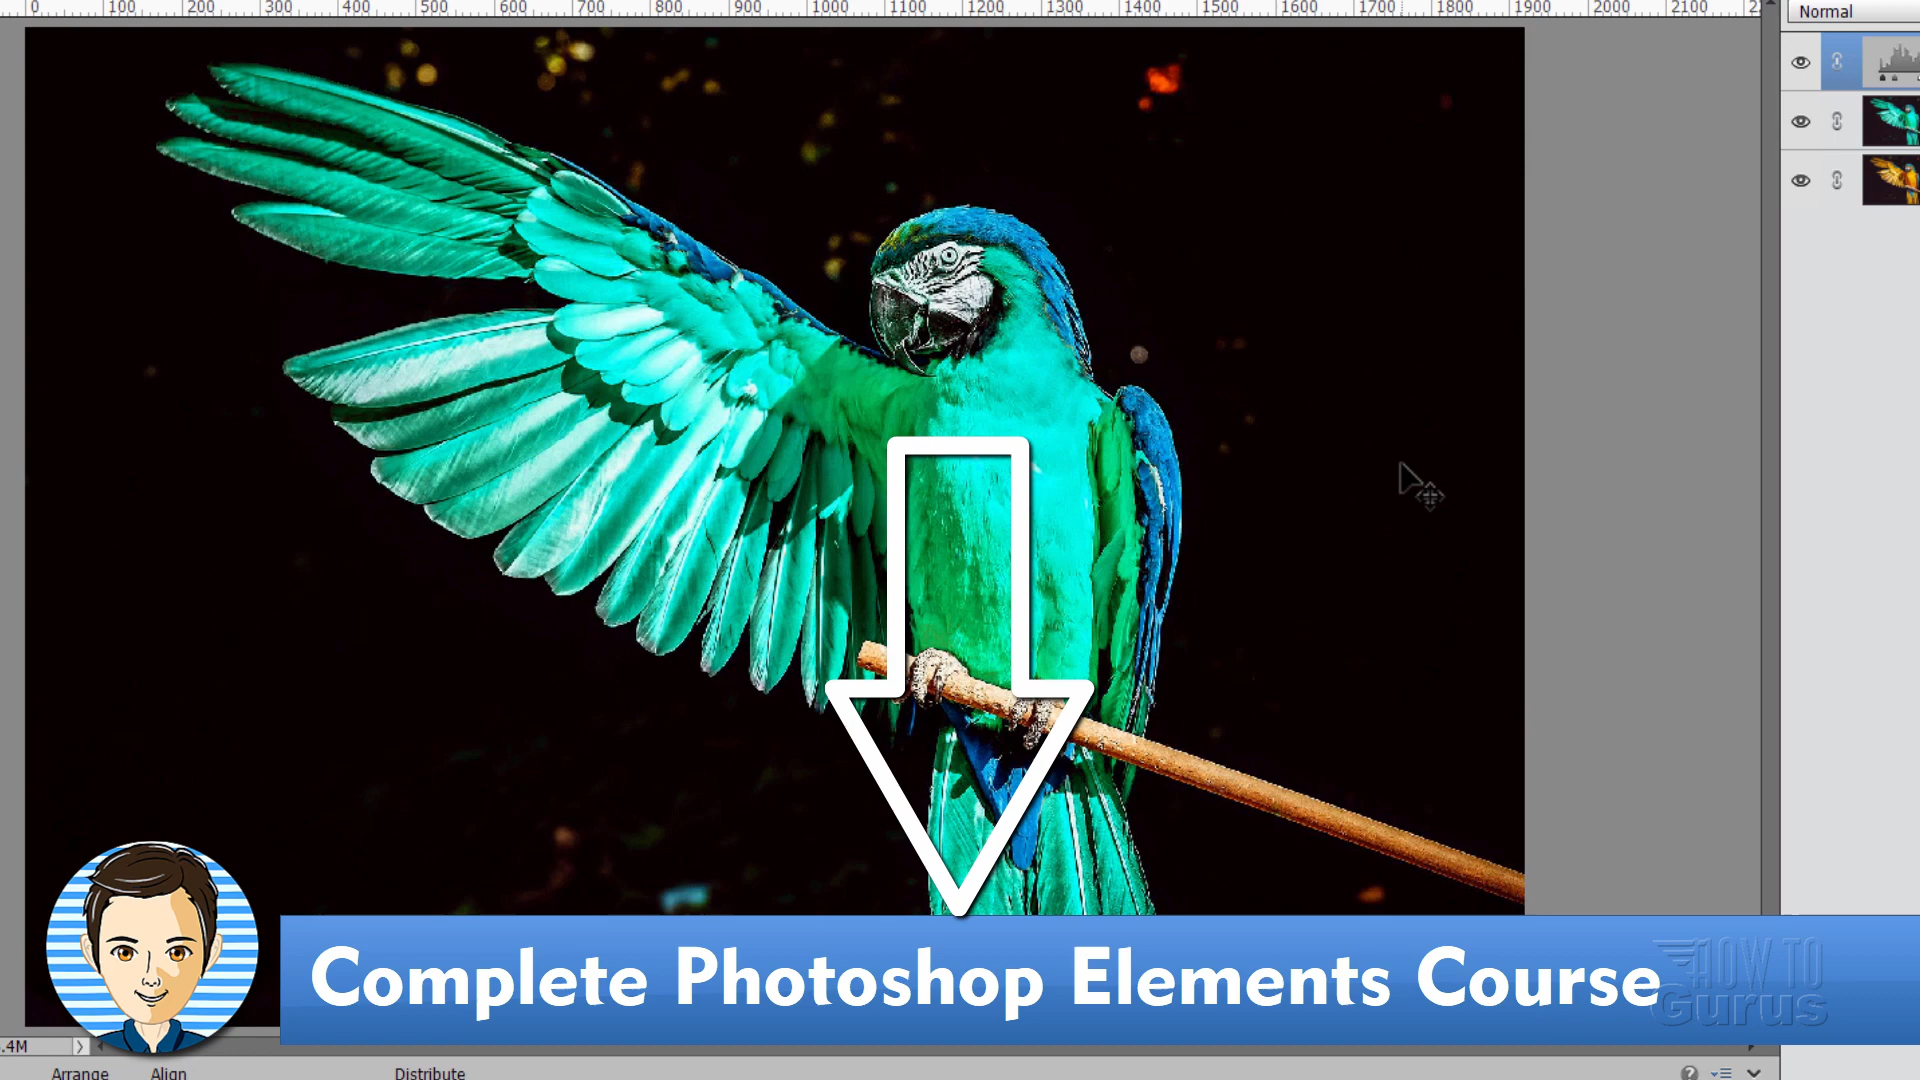 0 100 200 300 400 500 600 700 800 900 1000 1100 1200 1300 1400 1500 1600 1700 1800 1900 2000 2100
Normal
Complete Photoshop Elements Course
HOW TO
Gurus
.4M
Arrange Align Distribute